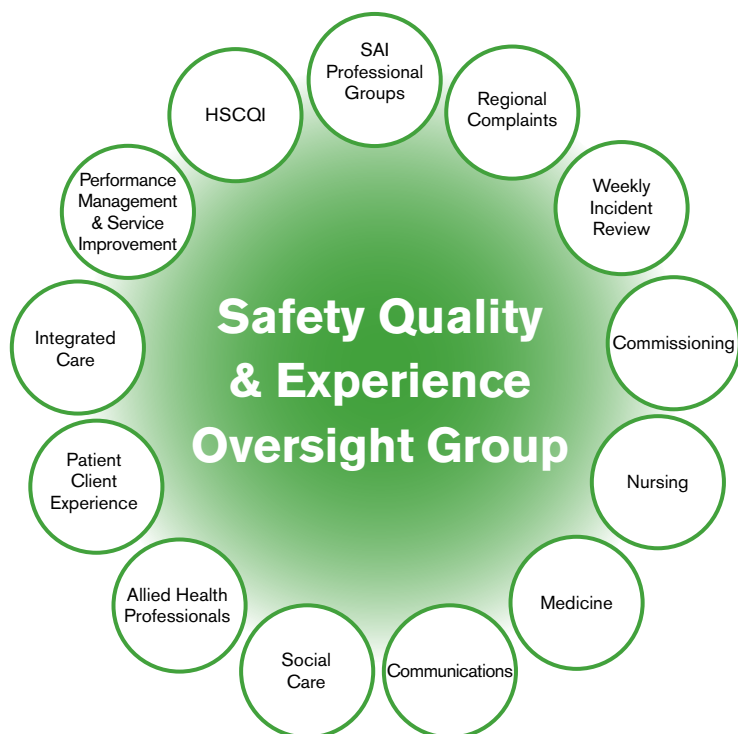 SAI
Professional
Groups
Regional
Complaints
Weekly
Incident
Review
Commissioning
Nursing
Medicine
Communications
Social
Care
Allied Health
Professionals
Patient
Client
Experience
Integrated
Care
Performance
Management
& Service
Improvement
HSCQI
Safety Quality
& Experience
Oversight Group